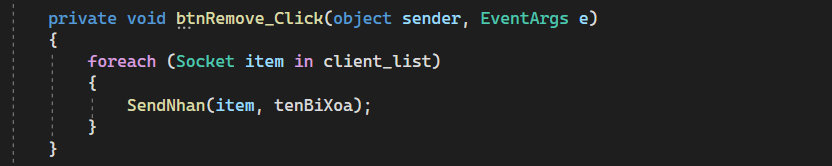 private void btnRemove_Click(object sender, EventArgs e)
{
foreach (Socket item in client_list)
{
SendNhan(item, tenBiXoa);
}
}